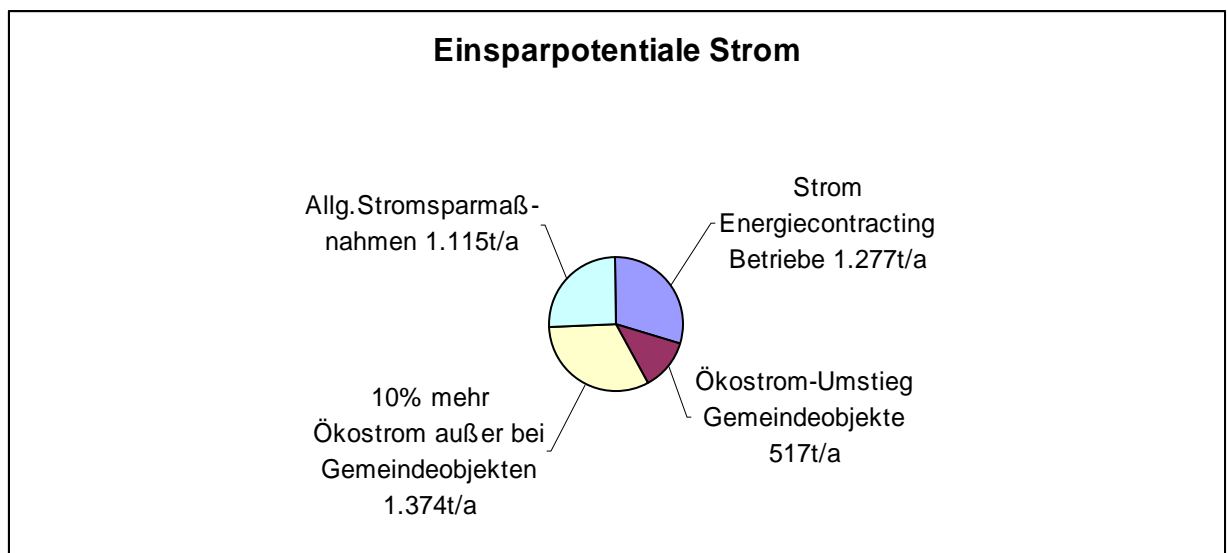 Einsparpotentiale Strom
Allg.Stromsparmaß-
nahmen 1.115t/a
Strom
Energiecontracting
Betriebe 1.277t/a
10% mehr
Ökostrom außer bei
Gemeindeobjekten
1.374t/a
Ökostrom-Umstieg
Gemeindeobjekte
517t/a